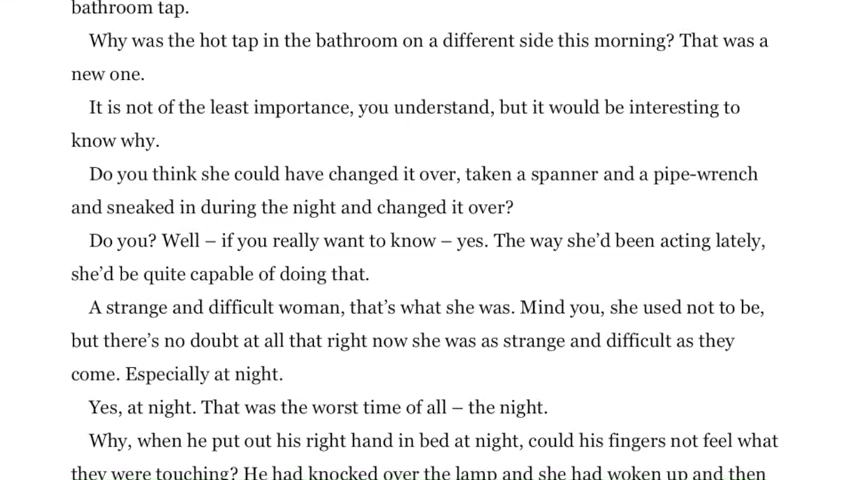 bathroom tap.
Why was the hot tap in the bathroom on a different side this morning? That was a
new one.
It is not of the least importance, you understand, but it would be interesting to
know why.
Do you think she could have changed it over, taken a spanner and a pipe-wrench
and sneaked in during the night and changed it over?
Do you? Well – if you really want to know – yes. The way she’d been acting lately,
she’d be quite capable of doing that.
A strange and difficult woman, that’s what she was. Mind you, she used not to be,
but there’s no doubt at all that right now she was as strange and difficult as they
come. Especially at night.
Yes, at night. That was the worst time of all – the night.
Why, when he put out his right hand in bed at night, could his fingers not feel what
they were touching? He had knocked over the lamp and she had woken up and then